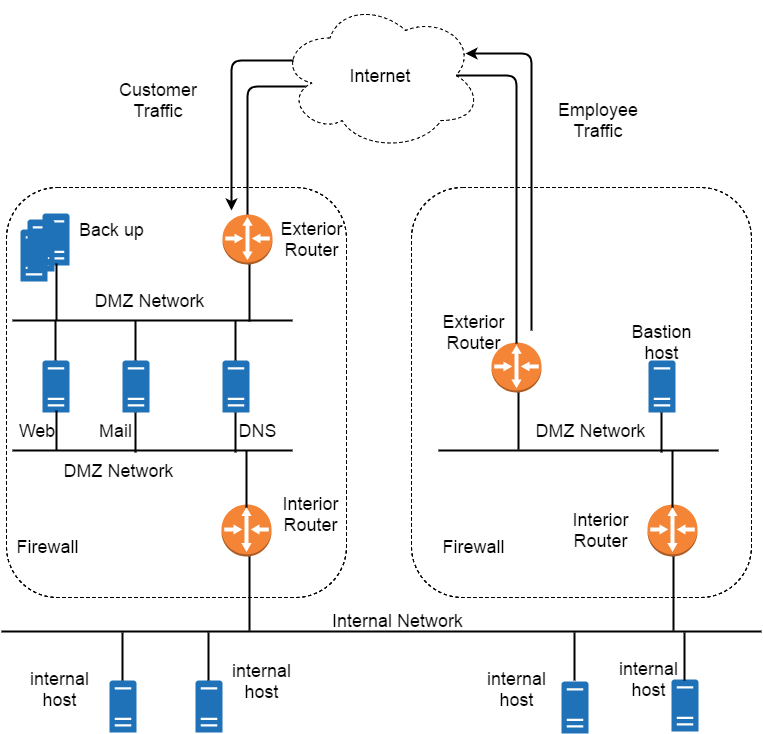 Internet
Customer
Traffic
Employee
Traffic
Back up
Exterior
Router
DMZ Network
Exterior
Router
Bastion
host
Web
Mail
DNS
DMZ Network
DMZ Network
Interior
Router
Interior
Router
Firewall
Firewall
Internal Network
internal
host
internal
host
internal
host
internal
host